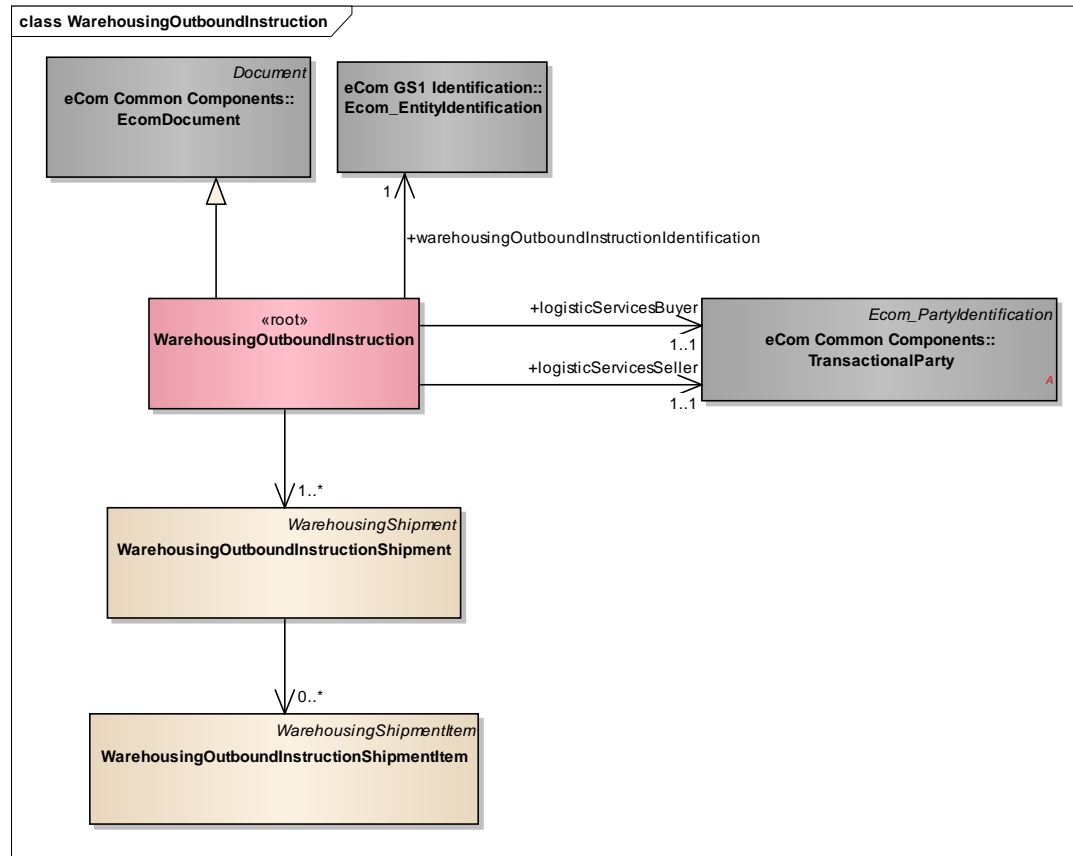 class WarehousingOutboundInstruction
Document
eCom Common Components::
EcomDocument
eCom GS1 Identification::
Ecom_EntityIdentification
1
+warehousingOutboundInstructionIdentification
«root»
WarehousingOutboundInstruction
+logisticServicesBuyer
1..1
+logisticServicesSeller
1..1
Ecom_PartyIdentification
eCom Common Components::
TransactionalParty
A
1..*
WarehousingShipment
WarehousingOutboundInstructionShipment
0..*
WarehousingShipmentItem
WarehousingOutboundInstructionShipmentItem